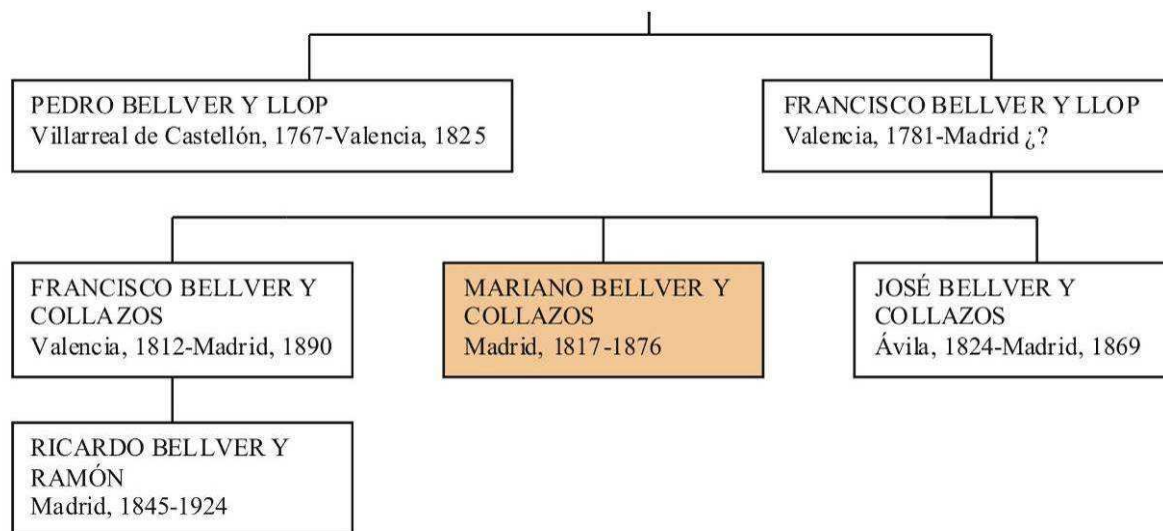 PEDRO BELLVER Y LLOP
Villarreal de Castellón, 1767-Valencia, 1825
FRANCISCO BELLVER Y LLOP
Valencia, 1781-Madrid ¿?
FRANCISCO BELLVER Y
COLLAZOS
Valencia, 1812-Madrid, 1890
MARIANO BELLVER Y
COLLAZOS
Madrid, 1817-1876
JOSÉ BELLVER Y
COLLAZOS
Ávila, 1824-Madrid, 1869
RICARDO BELLVER Y
RAMÓN
Madrid, 1845-1924